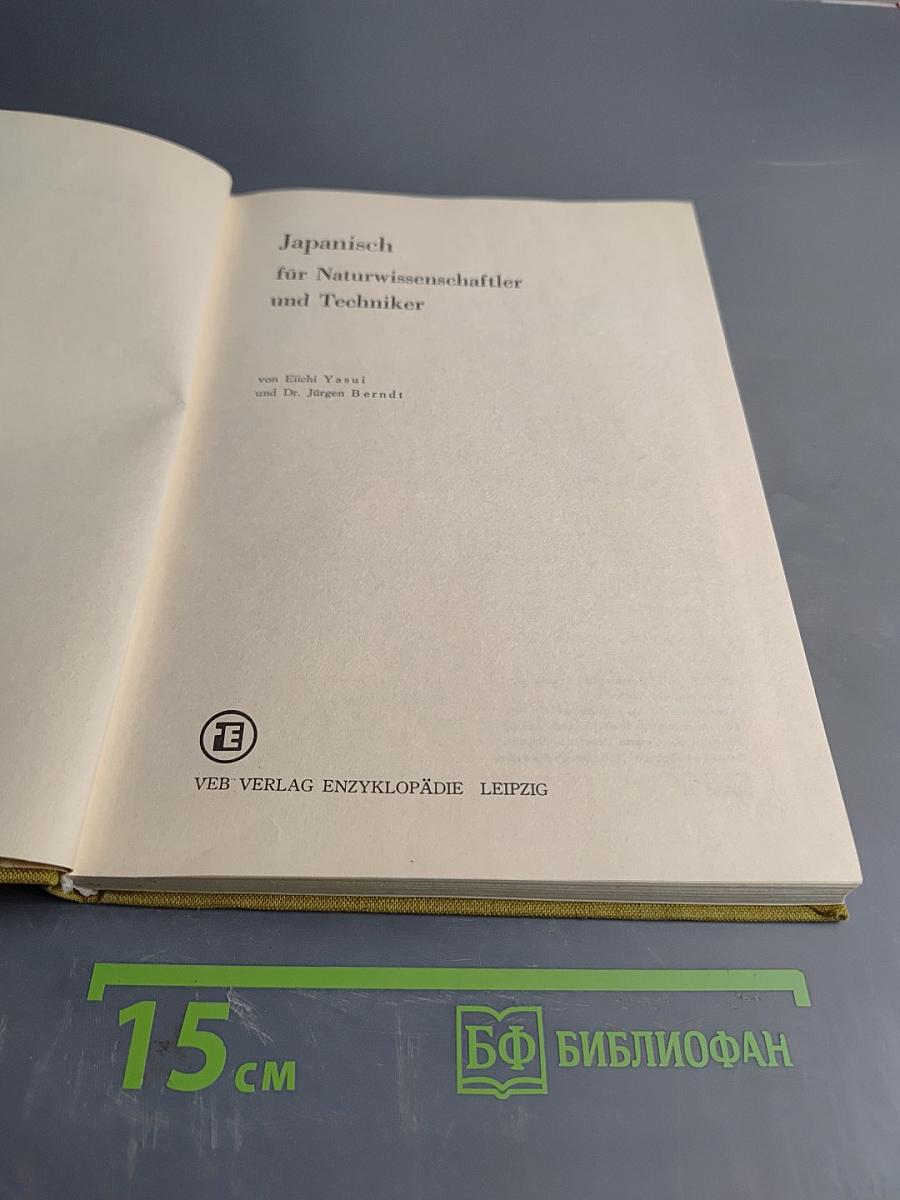 Japanisch
für Naturwissenschaftler
und Techniker
von Eiichi Yasui
und Dr. Jürgen Berndt
E
VEB VERLAG ENZYKLOPÄDIE LEIPZIG
15 см
БФ БИБЛИОФАН